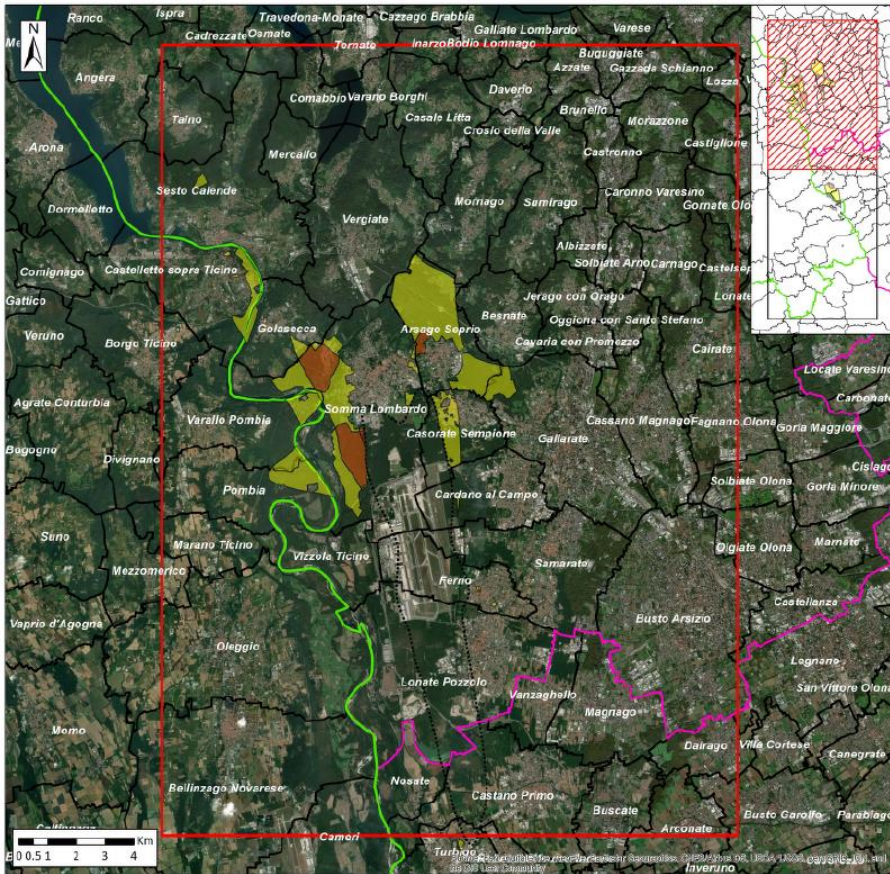 Ranco
Ispra
Travedona-Monate
Cazzago Brabbia
Galliate Lombardo
Varese
Cadrezzate
Osmate
Ternate
Inarzo
Bodio Lomnago
Buguggiate
N
Angera
Azzate
Gazzada Schianno
Lozza
Comabbio
Varano Borghi
Daverio
Taino
Casale Litta
Brunello
Morazzone
Crosio della Valle
Arona
Mercallo
Castronno
Castiglione
Sesto Calende
Mornago
Sumirago
Caronno Varesino
Dormelletto
Vergiate
Gornate Olo
Albizzate
Comignago
Castelletto sopra Ticino
Solbiate Arno
Carnago
Castelsep
Gattico
Jerago con Orago
Lonate
Veruno
Golasecca
Arsago Seprio
Besnate
Oggiona con Santo Stefano
Borgo Ticino
Cavaria con Premezzo
Cairate
Locate Varesino
Agrate Conturbia
Carbonate
Somma Lombardo
Varallo Pombia
Cassano Magnago
Fagnano Olona
Gorla Maggiore
Bogogno
Divignano
Casorate Sempione
Gallarate
Cislago
Pombia
Cardano al Campo
Solbiate Olona
Gorla Minore
Suno
Marano Ticino
Vizzola Ticino
Olgiate Olona
Marnate
Mezzomerico
Samarate
Ferno
Castellanza
Vaprio d'Agogna
Busto Arsizio
Oleggio
Legnano
Lonate Pozzolo
Vanzaghello
San Vittore Olon
Magnago
Momo
Dairago
Villa Cortese
Canegrate
Bellinzago Novarese
Nosate
Castano Primo
Buscate
Busto Garolfo
Parabiago
Arconate
Cameri
Turbigo
Inveruno
Km
0 0.5 1 2 3 4
the GIS User Community